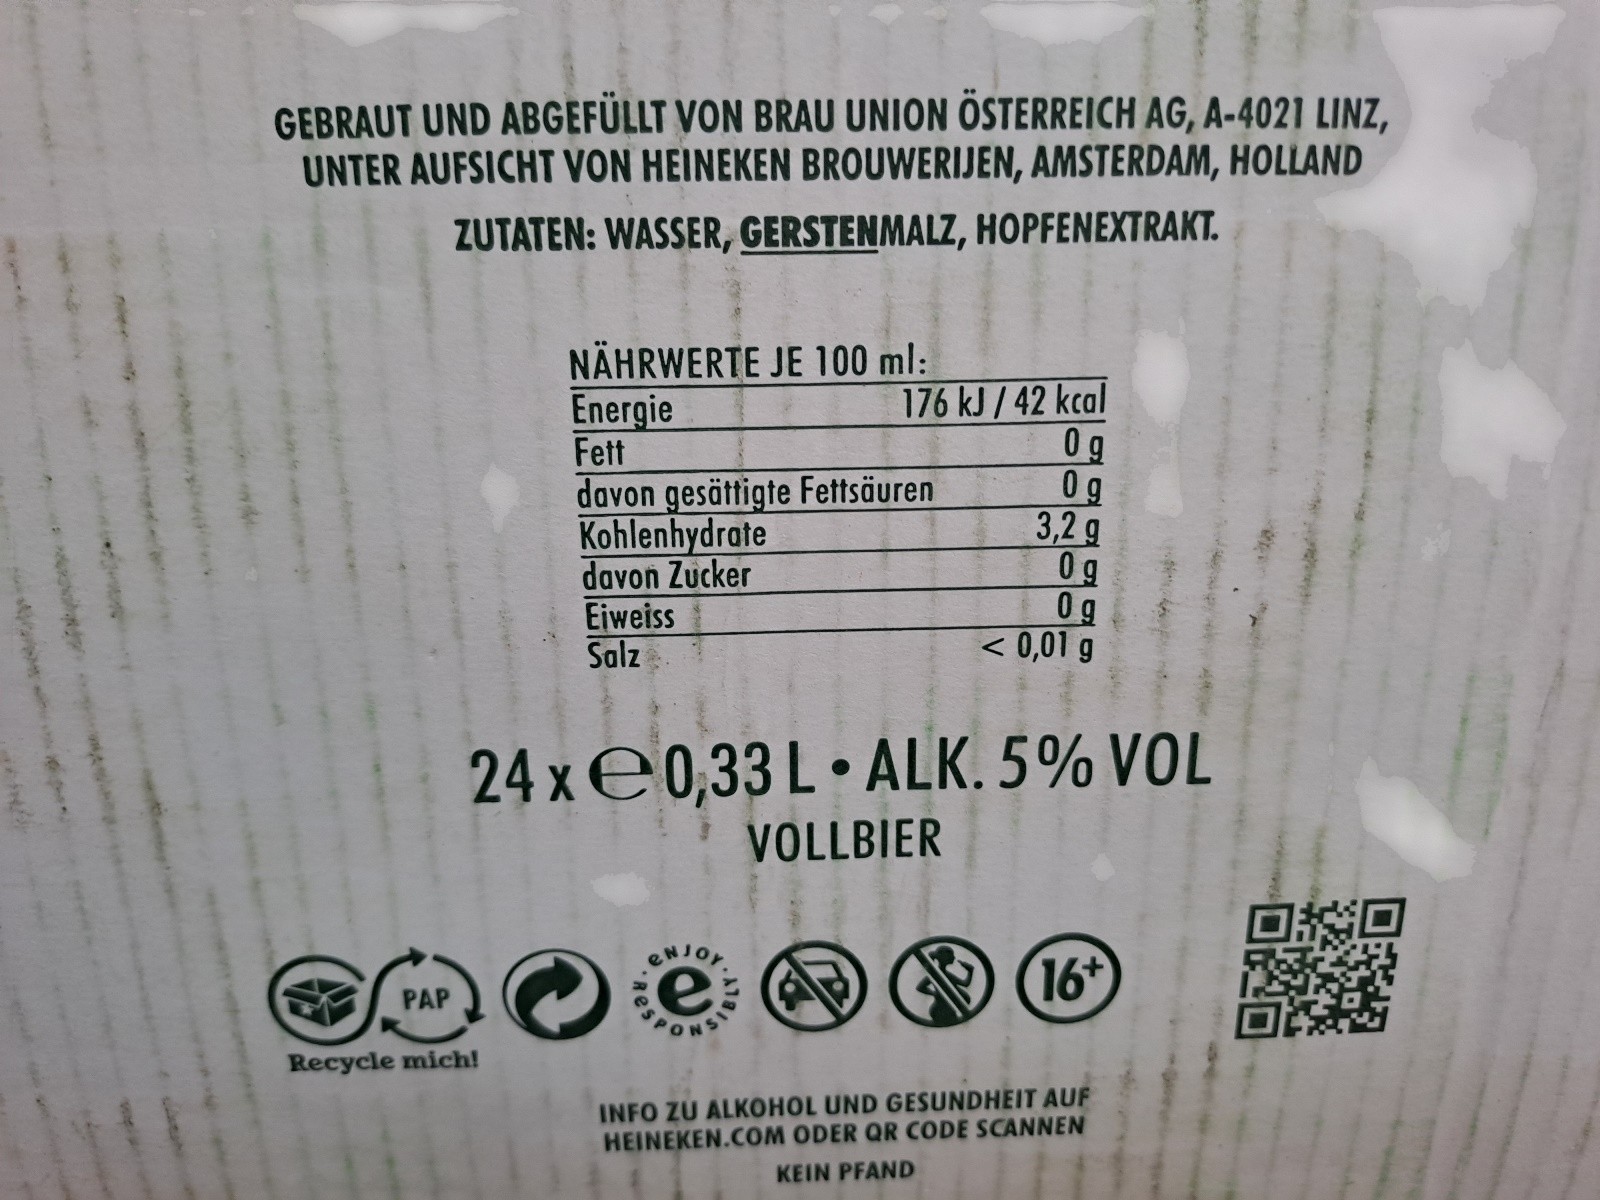 GEBRAUT UND ABGEFÜLLT VON BRAU UNION ÖSTERREICH AG, A-4021 LINZ,
UNTER AUFSICHT VON HEINEKEN BROUWERIJEN, AMSTERDAM, HOLLAND
ZUTATEN: WASSER, GERSTENMALZ, HOPFENEXTRAKT.
NÄHRWERTE JE 100 ml:
Energie 176 kJ / 42 kcal
Fett 0 g
davon gesättigte Fettsäuren 0 g
Kohlenhydrate 3,2 g
davon Zucker 0 g
Eiweiss 0 g
Salz < 0,01 g
24 x e 0,33 L • ALK. 5% VOL
VOLLBIER
PAP
Recycle mich!
ENJOY · RESPONSIBLY ·
e
16+
INFO ZU ALKOHOL UND GESUNDHEIT AUF
HEINEKEN.COM ODER QR CODE SCANNEN
KEIN PFAND